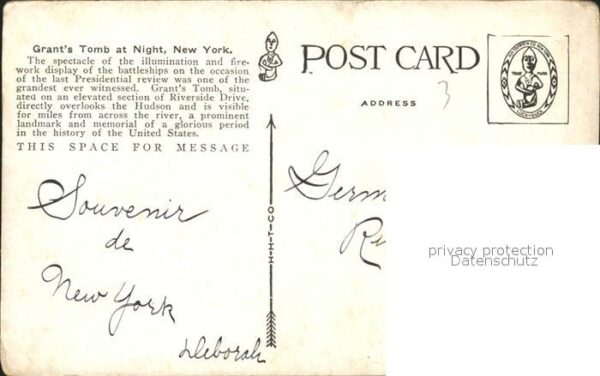 Grant's Tomb at Night, New York.
The spectacle of the illumination and fire-
work display of the battleships on the occasion
of the last Presidential review was one of the
grandest ever witnessed. Grant's Tomb, situ-
ated on an elevated section of Riverside Drive,
directly overlooks the Hudson and is visible
for miles from across the river, a prominent
landmark and memorial of a glorious period
in the history of the United States.
THIS SPACE FOR MESSAGE
Souvenir
de
New York
Deborah
H-H-T-CO
POST CARD
ADDRESS
3
Germ
Re
privacy protection
Datenschutz